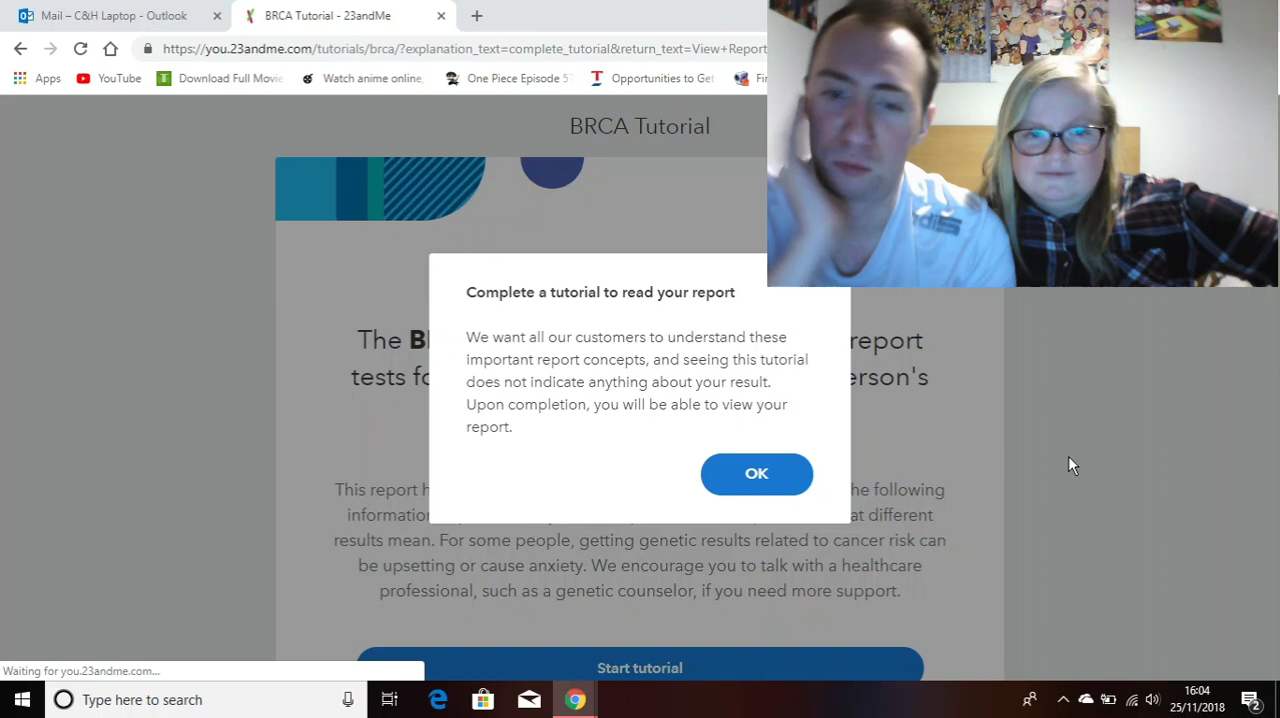 Mail – C&H Laptop - Outlook
BRCA Tutorial - 23andMe
https://you.23andme.com/tutorials/brca/?explanation_text=complete_tutorial&return_text=View+Report
Apps
YouTube
Download Full Movie
Watch anime online,
One Piece Episode 57
Opportunities to Get
BRCA Tutorial
Complete a tutorial to read your report
We want all our customers to understand these
important report concepts, and seeing this tutorial
does not indicate anything about your result.
Upon completion, you will be able to view your
report.
OK
The report
tests
This report the following
information different
results mean. For some people, getting genetic results related to cancer risk can
be upsetting or cause anxiety. We encourage you to talk with a healthcare
professional, such as a genetic counselor, if you need more support.
Start tutorial
Waiting for you.23andme.com...
Type here to search
16:04
25/11/2018
2